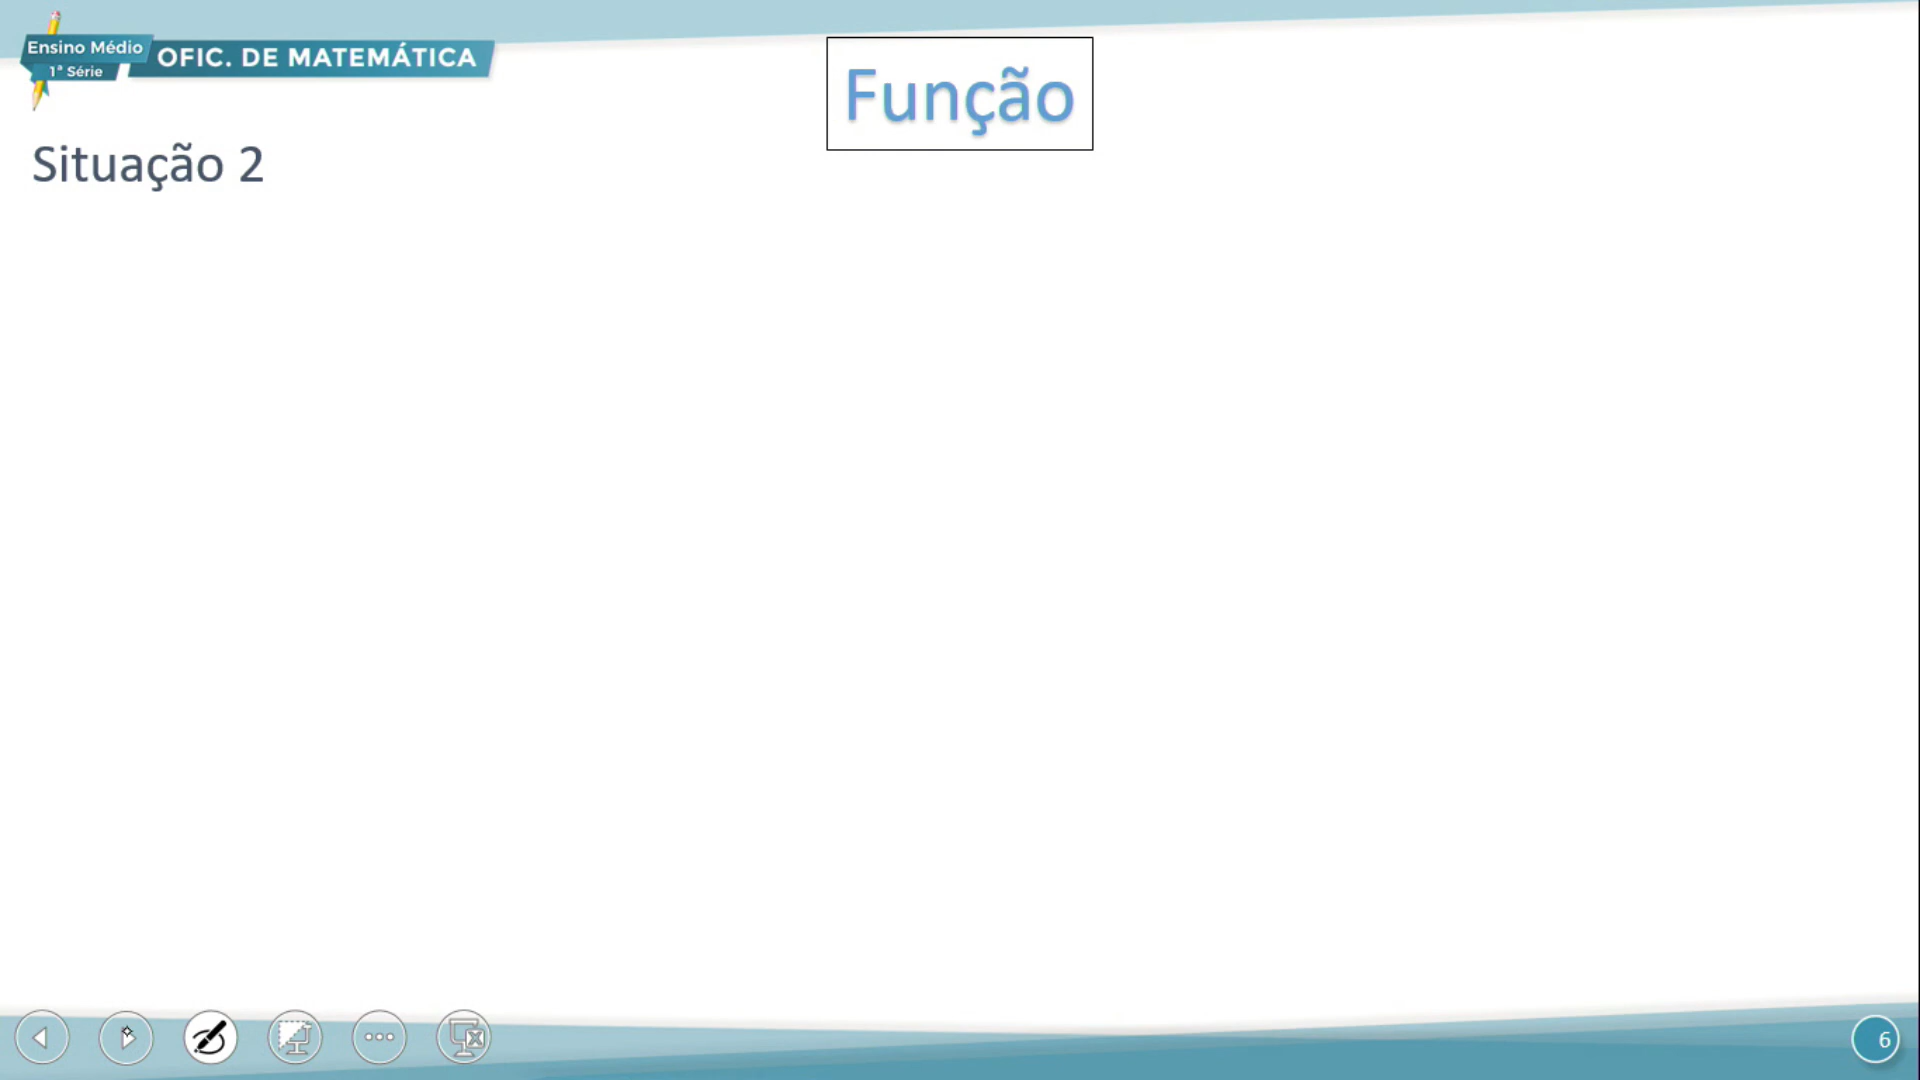 Ensino Médio
1ª Série
OFIC. DE MATEMÁTICA
Função
Situação 2
6